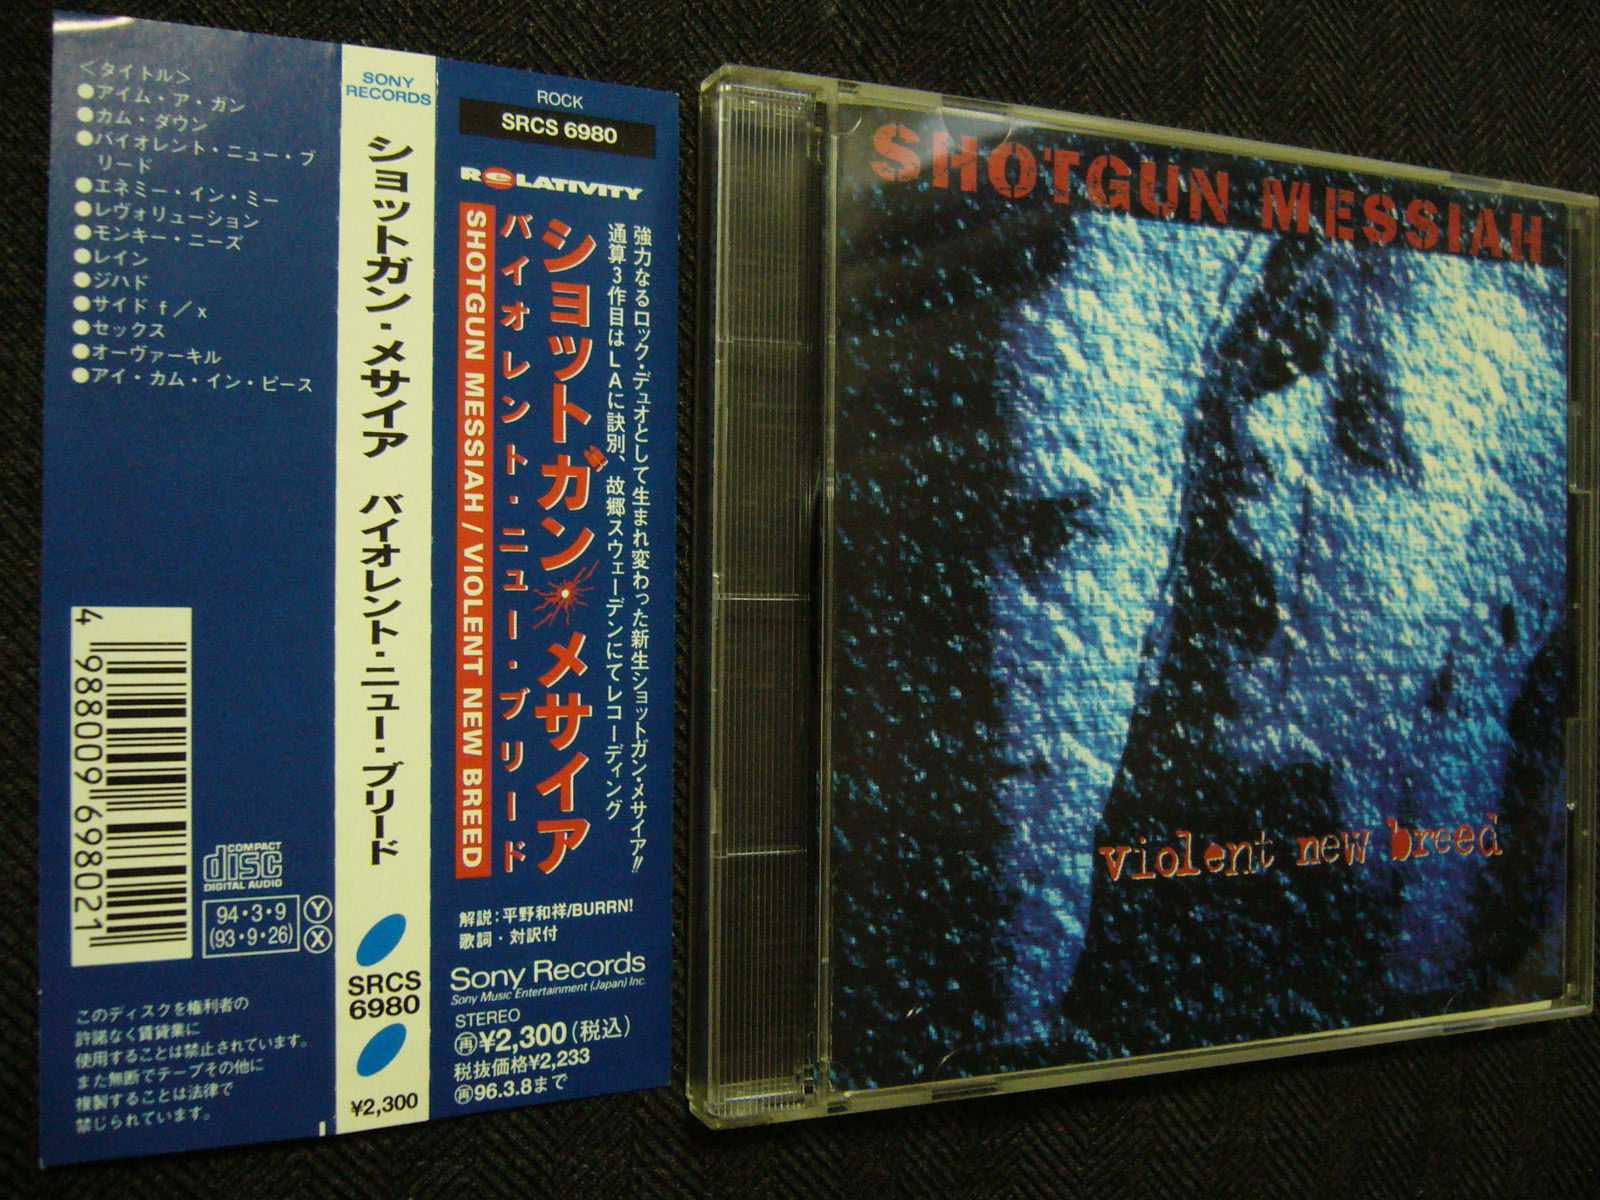 <タイトル>
●アイム・ア・ガン
●カム・ダウン
●バイオレント・ニュー・ブ
リード
●エネミー・イン・ミー
●レヴォリューション
●モンキー・ニーズ
●レイン
●ジハド
●サイド f/x
●セックス
●オーヴァーキル
●アイ・カム・イン・ピース
4 988009 698021
COMPACT
disc
DIGITAL AUDIO
94・3・9
(93・9・26)
Y
X
このディスクを権利者の
許諾なく賃貸業に
使用することは禁止されています。
また無断でテープその他に
複製することは法律で
禁じられています。
SONY
RECORDS
ショットガン・メサイア バイオレント・ニュー・ブリード
SRCS
6980
¥2,300
ROCK
SRCS 6980
RELATIVITY
強力なるロック・デュオとして生まれ変わった新生ショットガン・メサイア!!
通算3作目はLAに訣別、故郷スウェーデンにてレコーディング
ショットガン・メサイア
バイオレント・ニュー・ブリード
SHOTGUN MESSIAH / VIOLENT NEW BREED
解説:平野和祥/BURRN!
歌詞・対訳付
Sony Records
Sony Music Entertainment (Japan) Inc.
STEREO
再¥2,300(税込)
税抜価格¥2,233
再96.3.8まで
SHOTGUN MESSIAH
violent new breed